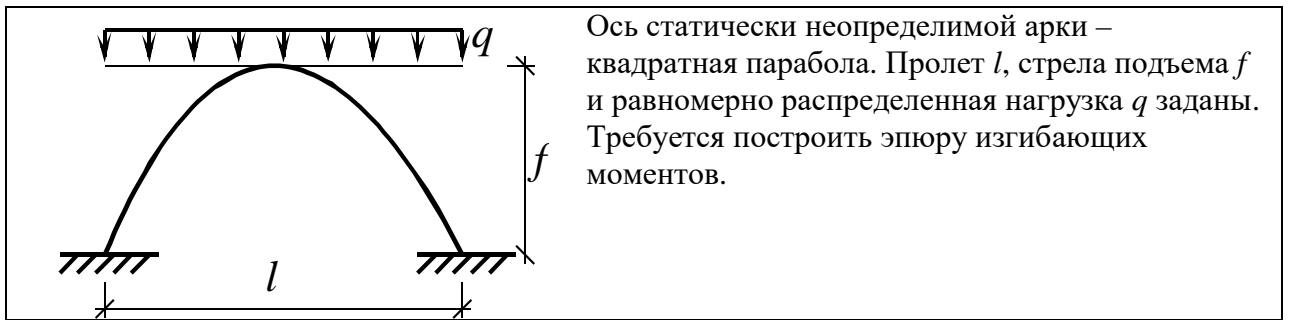 q
f
l
Ось статически неопределимой арки –
квадратная парабола. Пролет l, стрела подъема f
и равномерно распределенная нагрузка q заданы.
Требуется построить эпюру изгибающих
моментов.